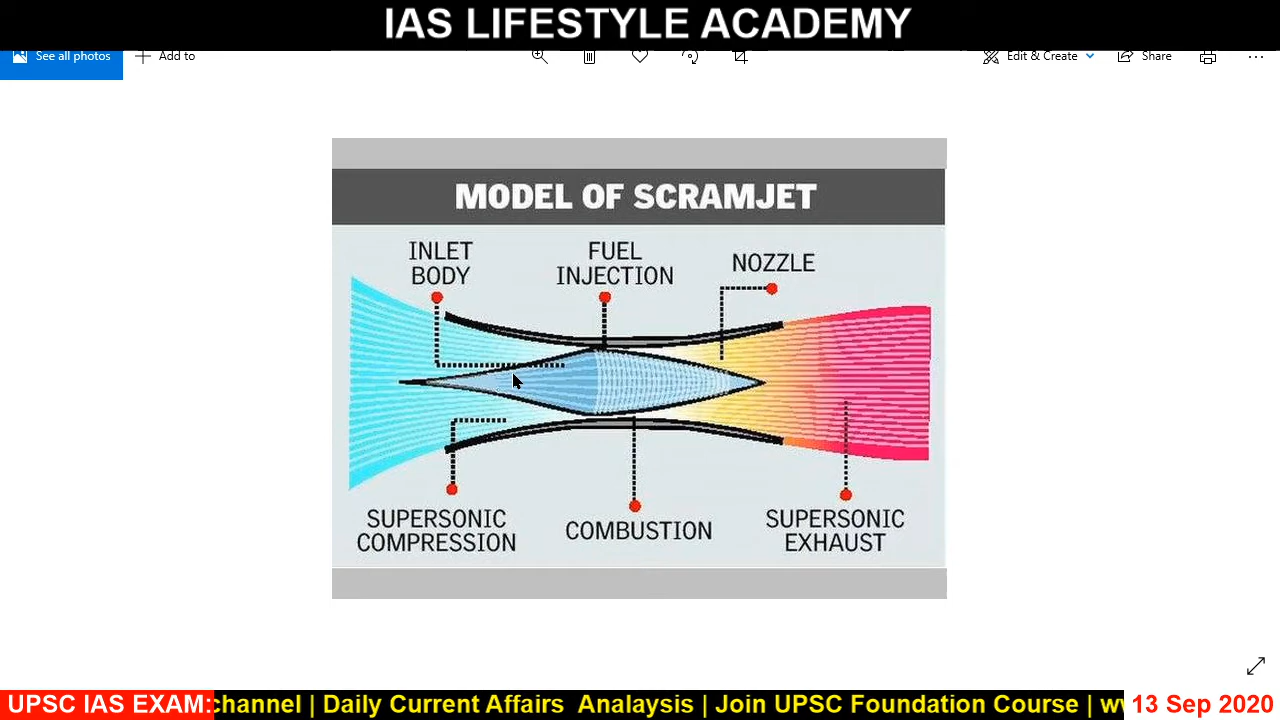 IAS LIFESTYLE ACADEMY
See all photos
Add to
Edit & Create
Share
MODEL OF SCRAMJET
INLET
BODY
FUEL
INJECTION
NOZZLE
SUPERSONIC
COMPRESSION
COMBUSTION
SUPERSONIC
EXHAUST
UPSC IAS EXAM: channel | Daily Current Affairs Analaysis | Join UPSC Foundation Course | 13 Sep 2020